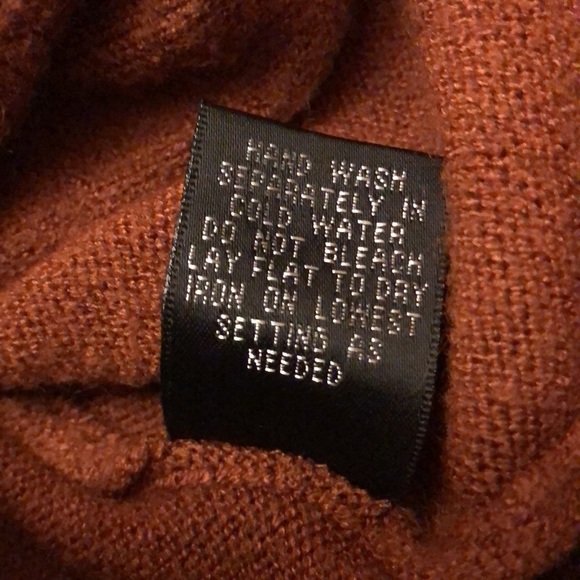 HAND WASH
SEPARATELY IN
COLD WATER
DO NOT BLEACH
LAY FLAT TO DRY
IRON ON LOWEST
SETTING AS
NEEDED